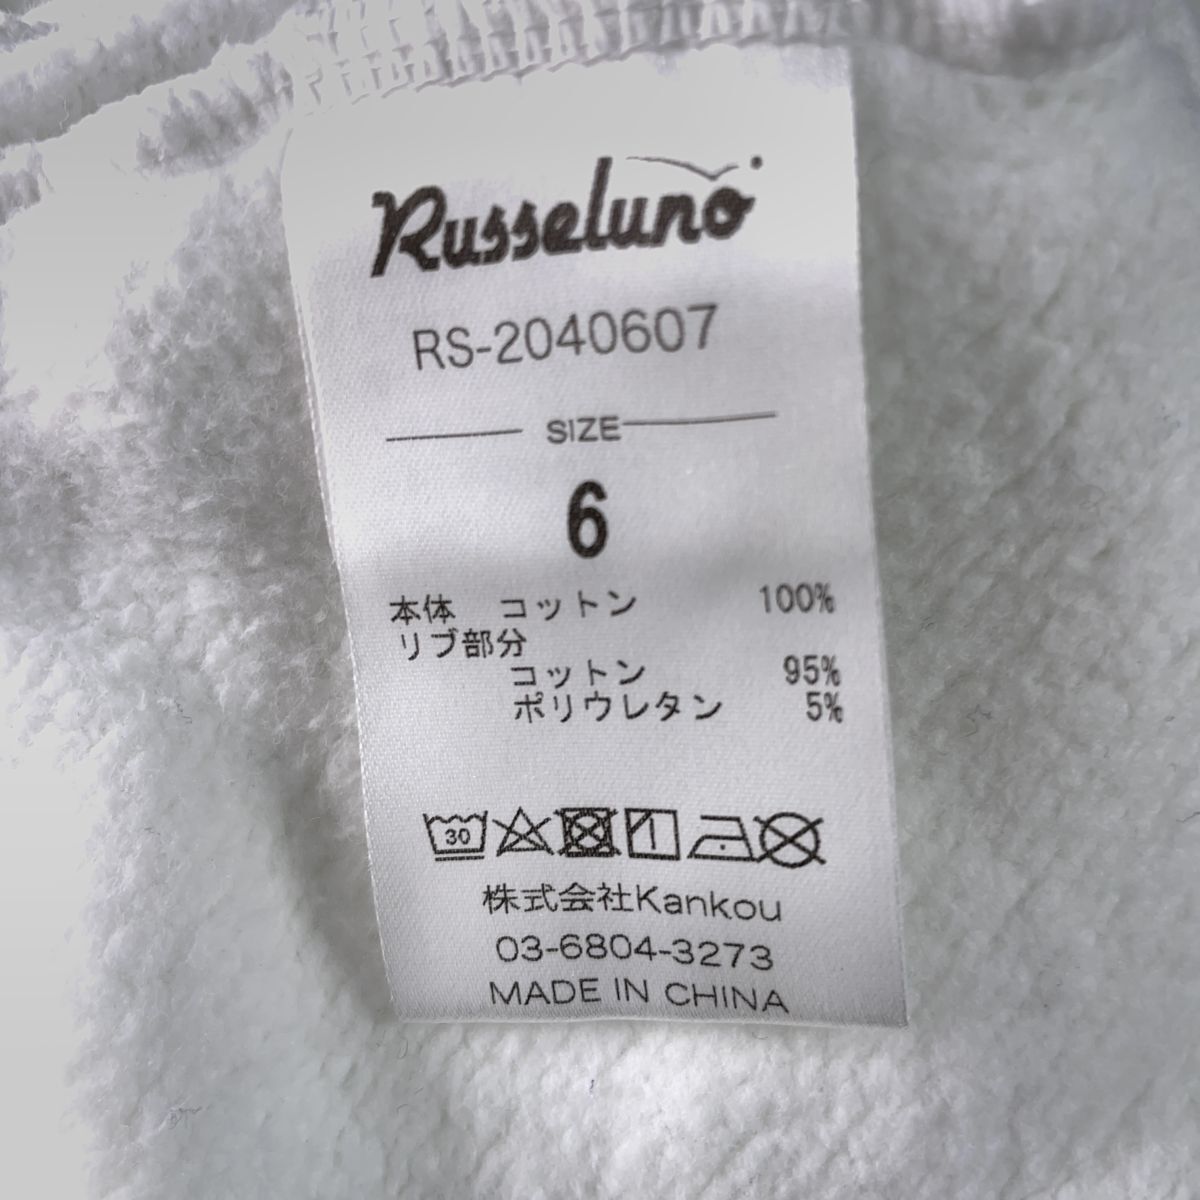 Russeluno
RS-2040607
SIZE
6
本体 コットン 100%
リブ部分
コットン 95%
ポリウレタン 5%
30
株式会社Kankou
03-6804-3273
MADE IN CHINA